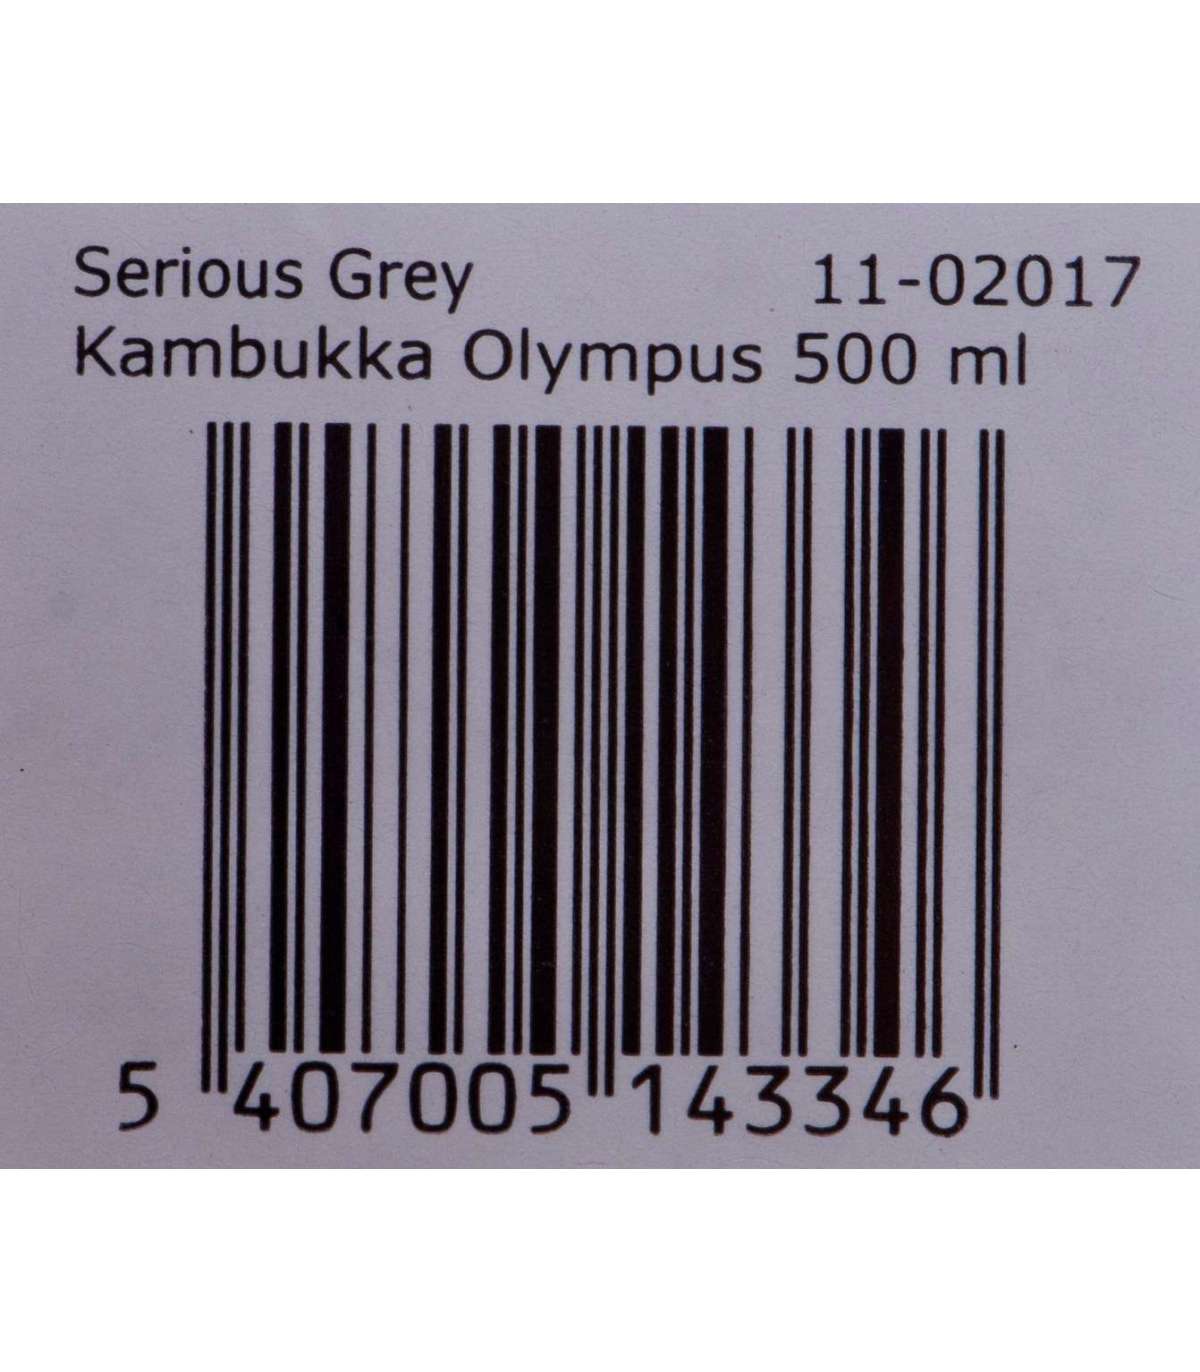 Serious Grey 11-02017
Kambukka Olympus 500 ml
5 407005 143346